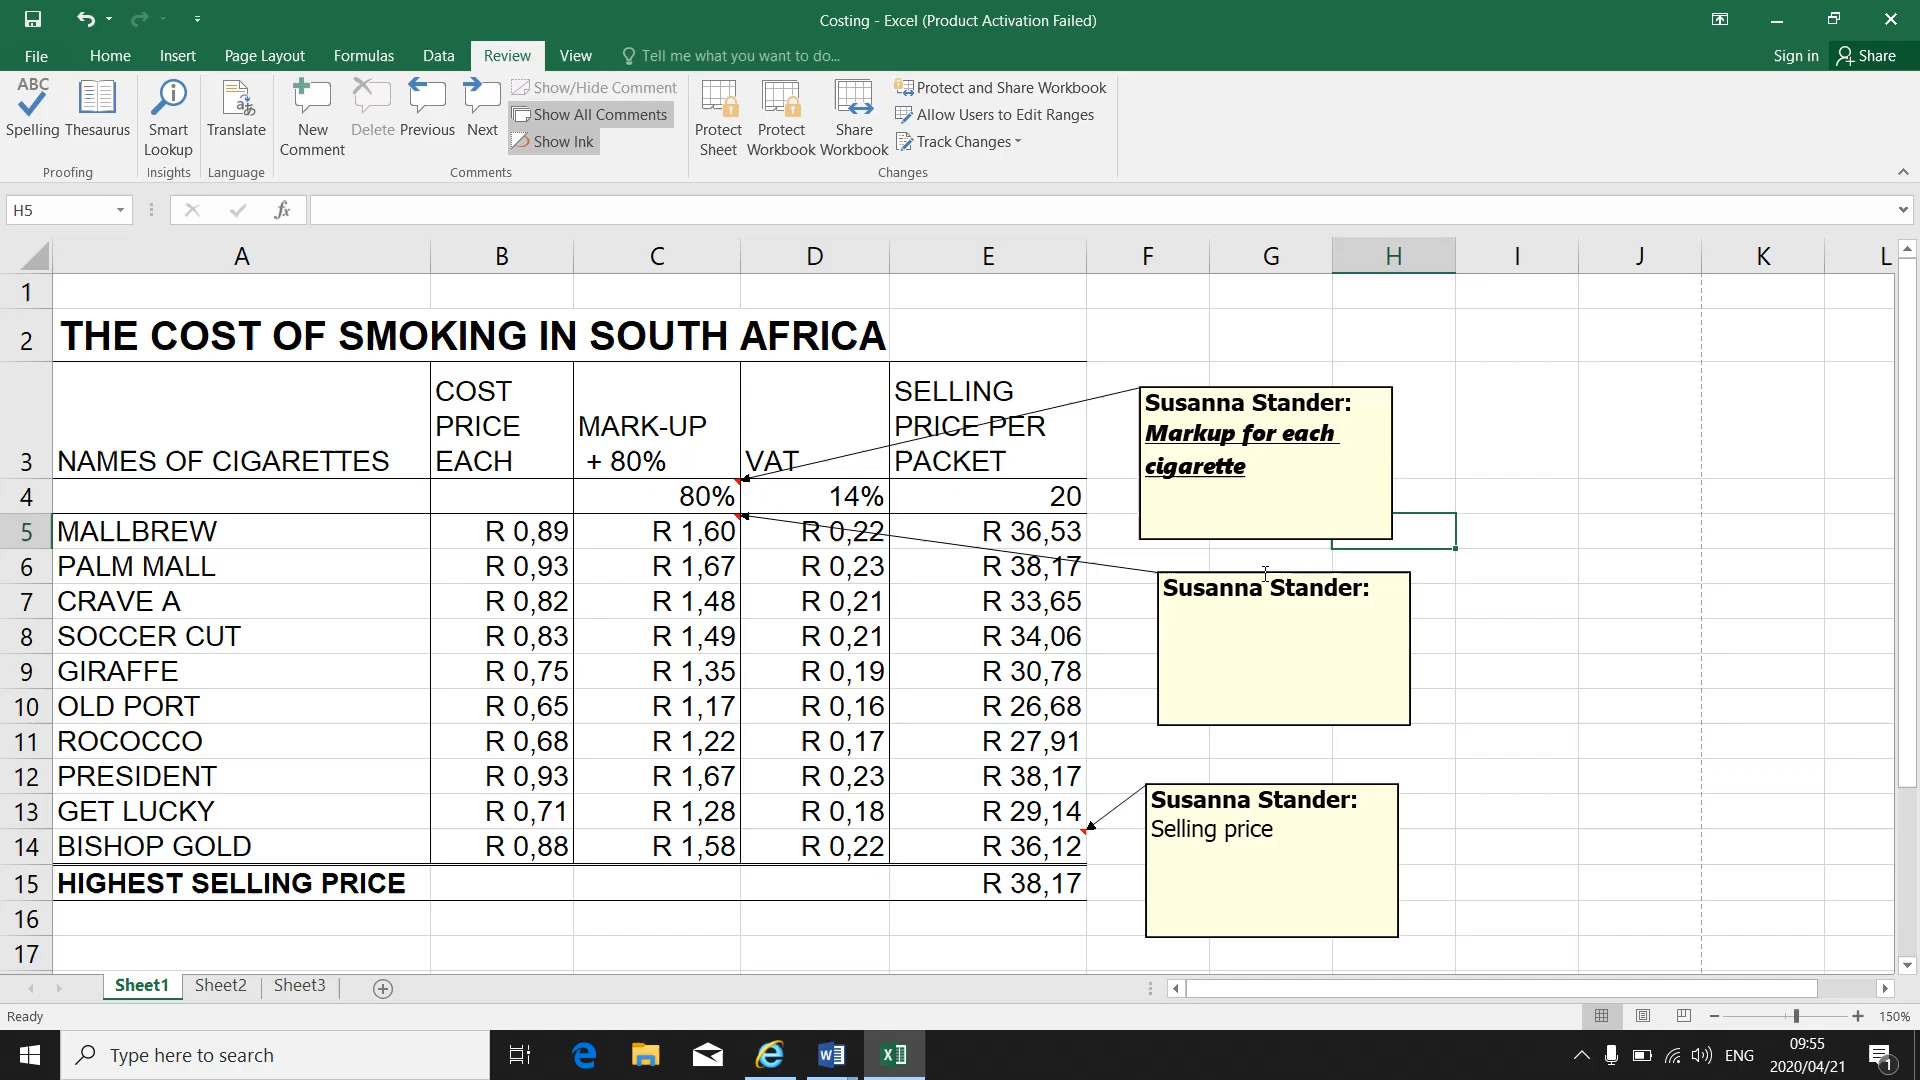 Costing - Excel (Product Activation Failed)
File Home Insert Page Layout Formulas Data Review View Tell me what you want to do... Sign in Share
ABC
Spelling Thesaurus Smart Lookup Translate New Comment Delete Previous Next
Show/Hide Comment
Show All Comments
Show Ink
Protect Sheet Protect Workbook Share Workbook
Protect and Share Workbook
Allow Users to Edit Ranges
Track Changes
Proofing Insights Language Comments Changes
H5 fx
A B C D E F G H I J K L
1
2 THE COST OF SMOKING IN SOUTH AFRICA
3 NAMES OF CIGARETTES COST PRICE EACH MARK-UP + 80% VAT SELLING PRICE PER PACKET
4 80% 14% 20
5 MALLBREW R 0,89 R 1,60 R 0,22 R 36,53
6 PALM MALL R 0,93 R 1,67 R 0,23 R 38,17
7 CRAVE A R 0,82 R 1,48 R 0,21 R 33,65
8 SOCCER CUT R 0,83 R 1,49 R 0,21 R 34,06
9 GIRAFFE R 0,75 R 1,35 R 0,19 R 30,78
10 OLD PORT R 0,65 R 1,17 R 0,16 R 26,68
11 ROCOCCO R 0,68 R 1,22 R 0,17 R 27,91
12 PRESIDENT R 0,93 R 1,67 R 0,23 R 38,17
13 GET LUCKY R 0,71 R 1,28 R 0,18 R 29,14
14 BISHOP GOLD R 0,88 R 1,58 R 0,22 R 36,12
15 HIGHEST SELLING PRICE R 38,17
16
17
Susanna Stander:
Markup for each
cigarette
Susanna Stander:
Susanna Stander:
Selling price
Sheet1 Sheet2 Sheet3
Ready 150%
Type here to search
ENG
09:55
2020/04/21
1